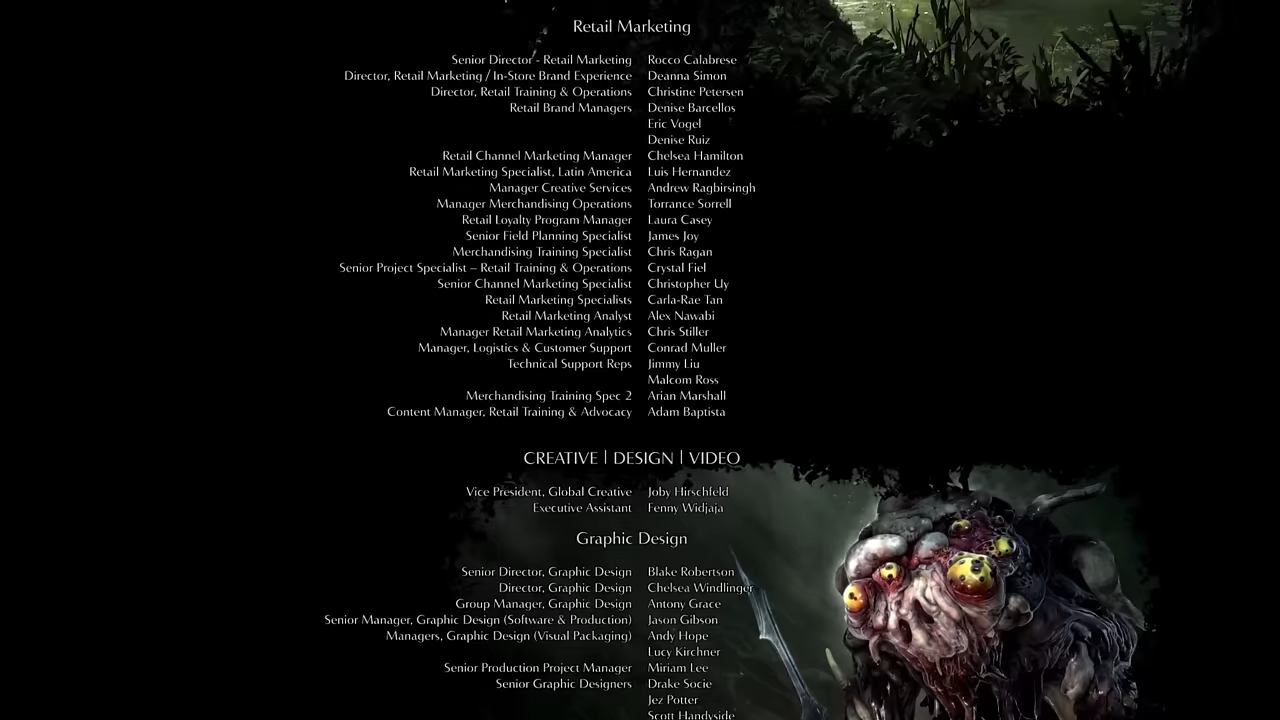 Retail Marketing
Senior Director - Retail Marketing Rocco Calabrese
Director, Retail Marketing / In-Store Brand Experience Deanna Simon
Director, Retail Training & Operations Christine Petersen
Retail Brand Managers Denise Barcellos
Eric Vogel
Denise Ruiz
Retail Channel Marketing Manager Chelsea Hamilton
Retail Marketing Specialist, Latin America Luis Hernandez
Manager Creative Services Andrew Ragbirsingh
Manager Merchandising Operations Torrance Sorrell
Retail Loyalty Program Manager Laura Casey
Senior Field Planning Specialist James Joy
Merchandising Training Specialist Chris Ragan
Senior Project Specialist – Retail Training & Operations Crystal Fiel
Senior Channel Marketing Specialist Christopher Uy
Retail Marketing Specialists Carla-Rae Tan
Retail Marketing Analyst Alex Nawabi
Manager Retail Marketing Analytics Chris Stiller
Manager, Logistics & Customer Support Conrad Muller
Technical Support Reps Jimmy Liu
Malcom Ross
Merchandising Training Spec 2 Arian Marshall
Content Manager, Retail Training & Advocacy Adam Baptista
CREATIVE | DESIGN | VIDEO
Vice President, Global Creative Joby Hirschfeld
Executive Assistant Fenny Widjaja
Graphic Design
Senior Director, Graphic Design Blake Robertson
Director, Graphic Design Chelsea Windlinger
Group Manager, Graphic Design Antony Grace
Senior Manager, Graphic Design (Software & Production) Jason Gibson
Managers, Graphic Design (Visual Packaging) Andy Hope
Lucy Kirchner
Senior Production Project Manager Miriam Lee
Senior Graphic Designers Drake Socie
Jez Potter
Scott Handyside